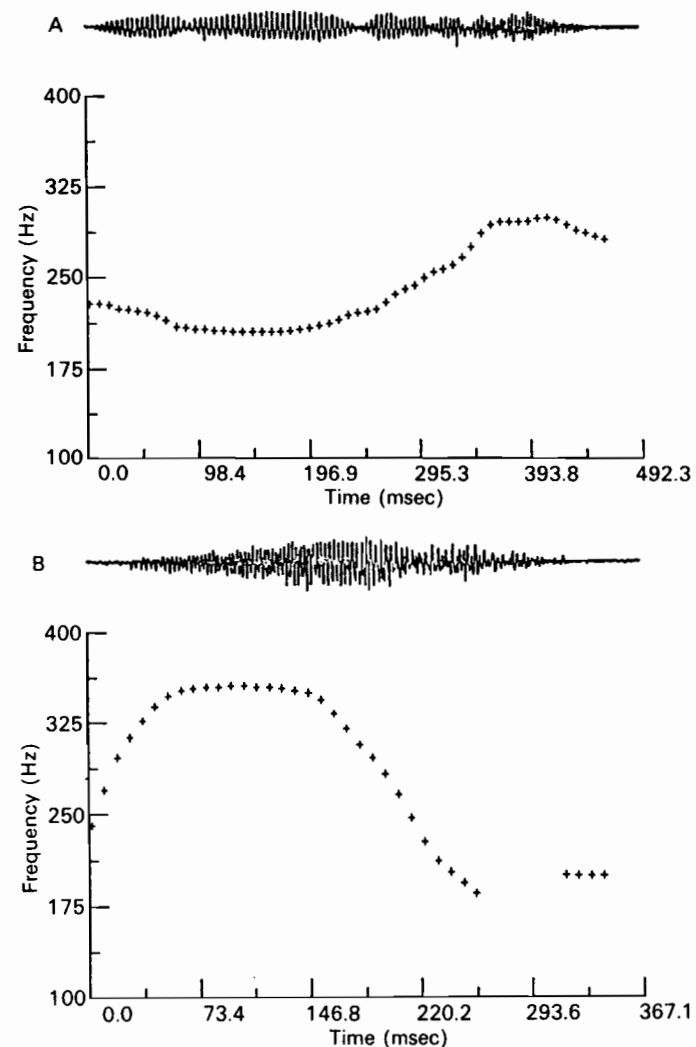 A
400
325
250
175
100
Frequency (Hz)
0.0 98.4 196.9 295.3 393.8 492.3
Time (msec)
B
400
325
250
175
100
Frequency (Hz)
0.0 73.4 146.8 220.2 293.6 367.1
Time (msec)